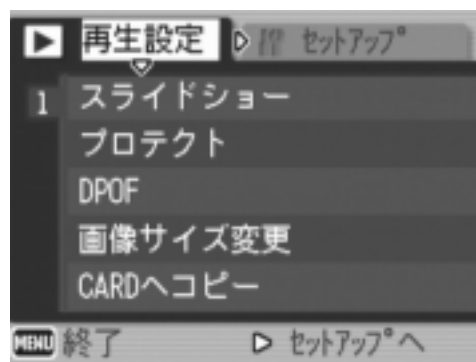 再生設定 セットアップ
1 スライドショー
プロテクト
DPOF
画像サイズ変更
CARDへコピー
MENU 終了 セットアップへ